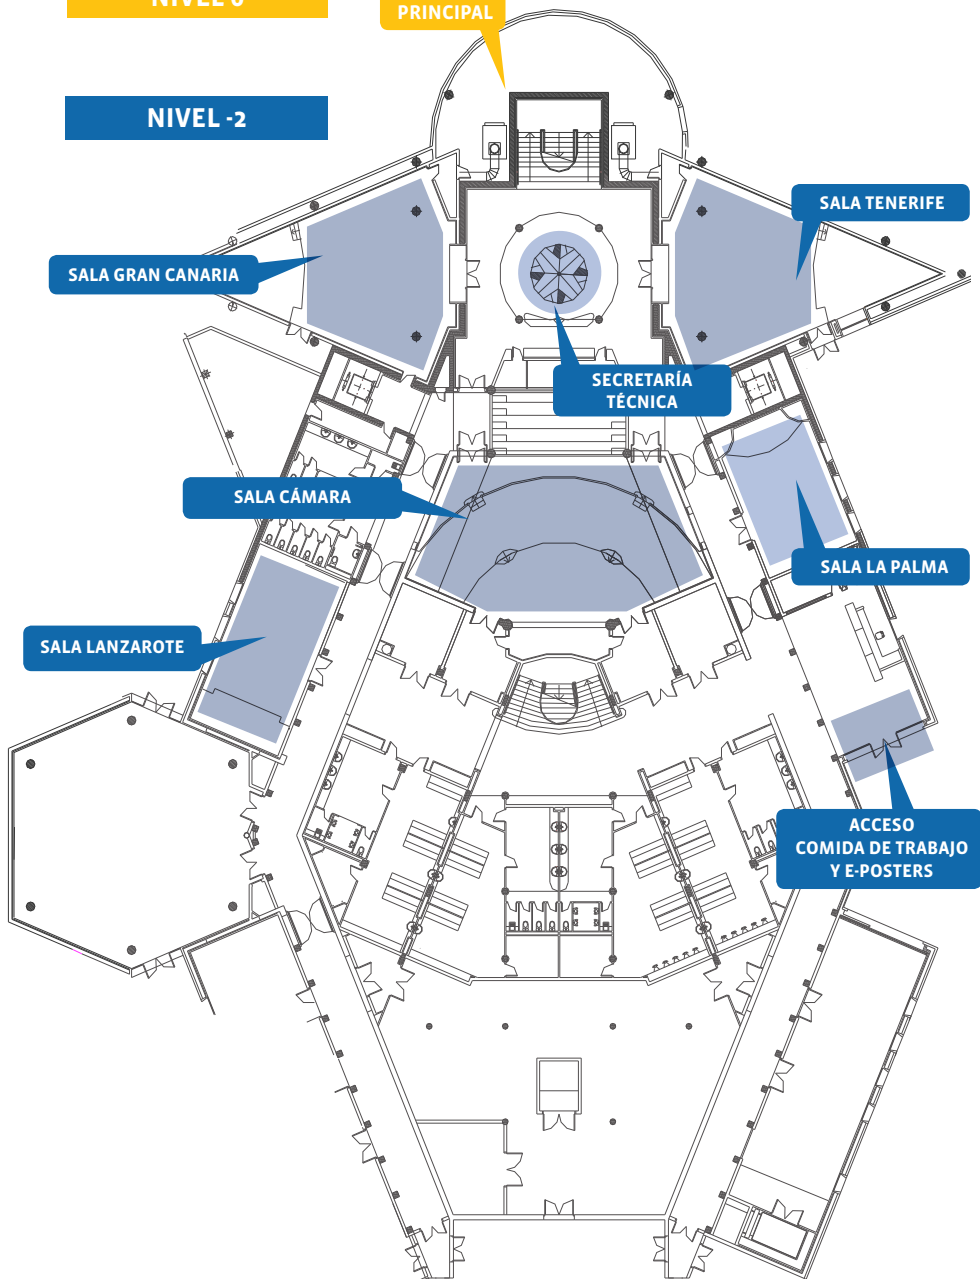 PRINCIPAL
NIVEL -2
SALA TENERIFE
SALA GRAN CANARIA
SECRETARÍA
TÉCNICA
SALA CÁMARA
SALA LA PALMA
SALA LANZAROTE
ACCESO
COMIDA DE TRABAJO
Y E-POSTERS